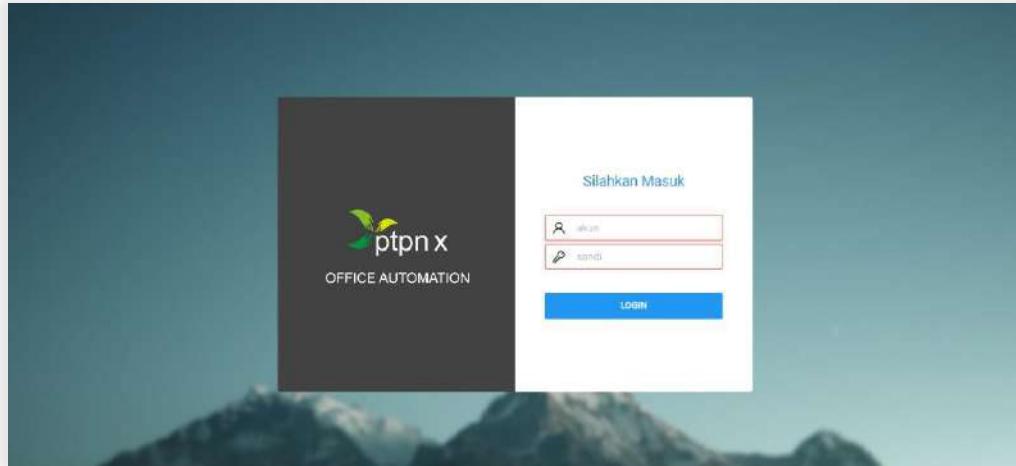 ptpn x
OFFICE AUTOMATION
Silahkan Masuk
akun
sandi
LOGIN